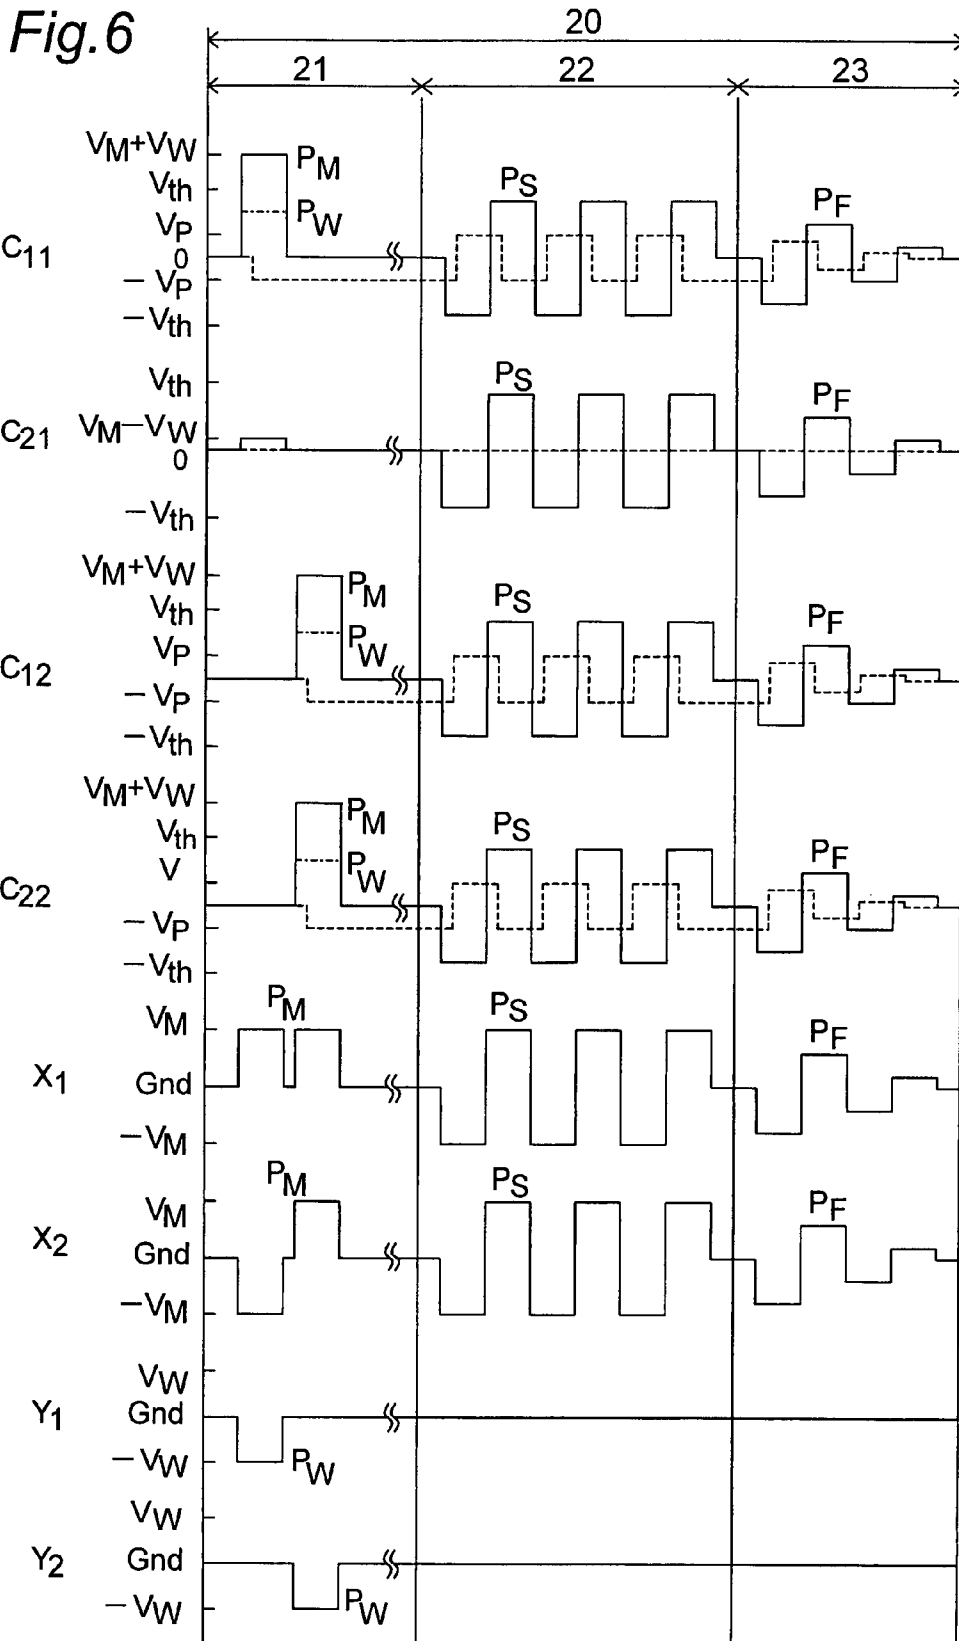 Fig.6
20
21 22 23
VM+VW
PM
Vth
PS
PF
PW
VP
C11
0
−VP
−Vth
Vth
PS
PF
C21
VM−VW
0
−Vth
VM+VW
PM
PS
Vth
PF
PW
VP
C12
−VP
−Vth
VM+VW
PM
Vth
PS
V
PW
PF
C22
−VP
−Vth
PM
PS
VM
PF
X1
Gnd
−VM
PM
PS
VM
PF
X2
Gnd
−VM
VW
Y1
Gnd
−VW
PW
VW
Y2
Gnd
−VW
PW